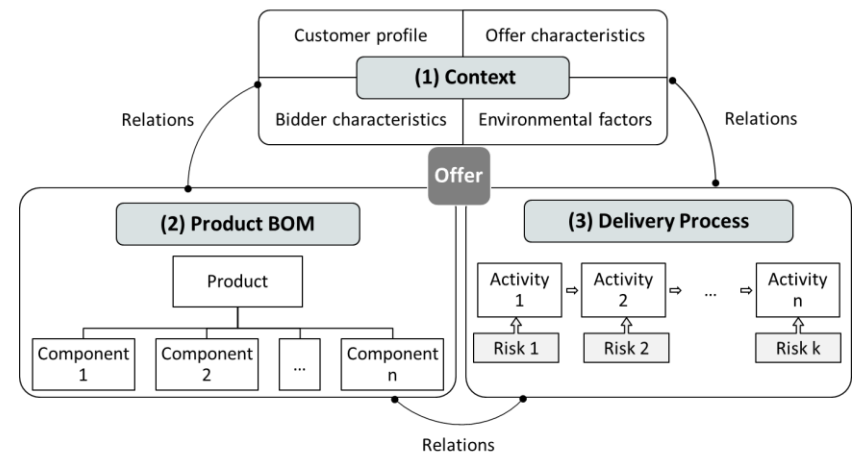 Customer profile
Offer characteristics
(1) Context
Bidder characteristics
Environmental factors
Relations
Relations
Offer
(2) Product BOM
Product
Component
1
Component
2
...
Component
n
(3) Delivery Process
Activity
1
Activity
2
...
Activity
n
Risk 1
Risk 2
Risk k
Relations